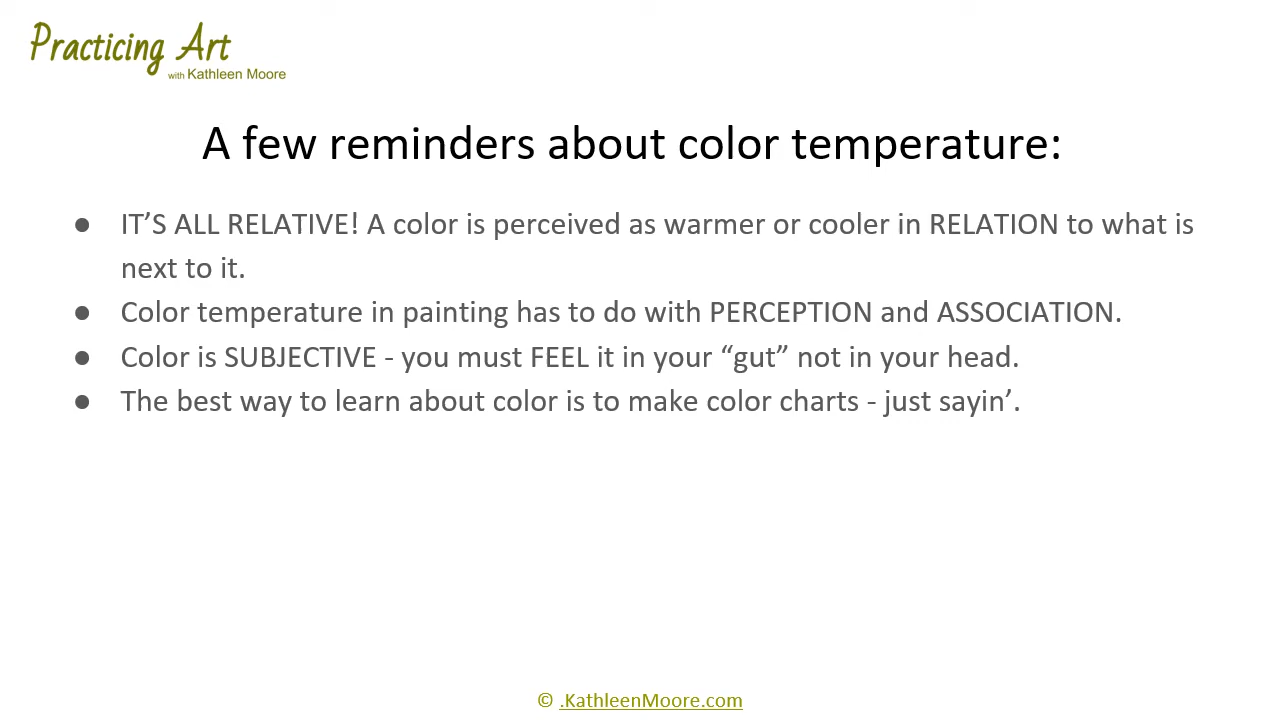 Practicing Art
with Kathleen Moore
A few reminders about color temperature:
● IT’S ALL RELATIVE! A color is perceived as warmer or cooler in RELATION to what is
next to it.
● Color temperature in painting has to do with PERCEPTION and ASSOCIATION.
● Color is SUBJECTIVE - you must FEEL it in your “gut” not in your head.
● The best way to learn about color is to make color charts - just sayin’.
© .KathleenMoore.com